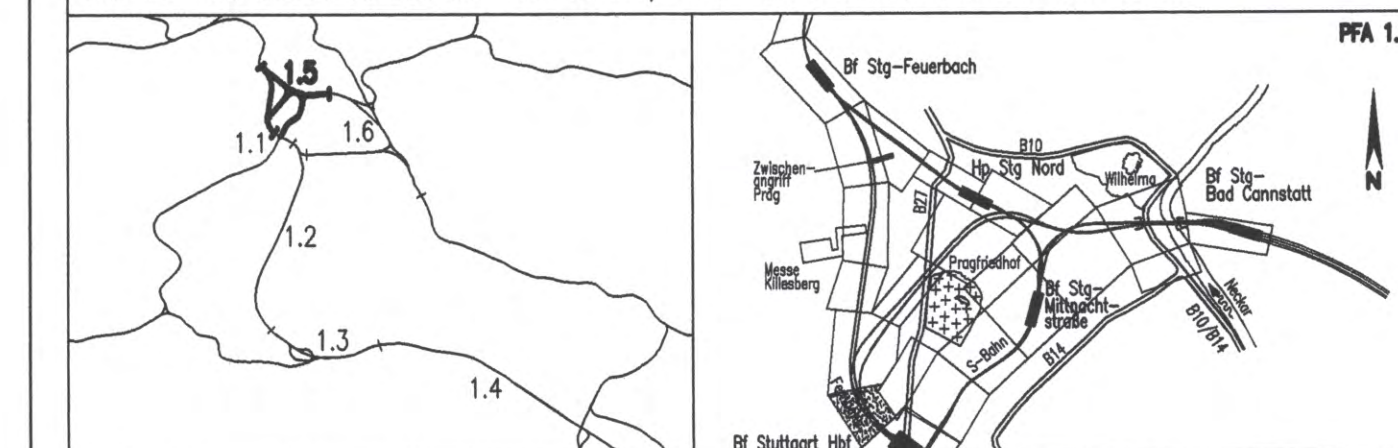 1.5
1.1
1.6
1.2
1.3
1.4
PFA 1.
Bf Stg-Feuerbach
Zwischen-
angriff
Prag
B10
Hp Stg Nord
Wilhelma
Bf Stg-
Bad Cannstatt
N
B27
Messe
Killesberg
Pragfriedhof
Bf Stg-
Mittnacht-
straße
Neckar
B10/B14
S-Bahn
B14
Bf Stuttgart Hbf